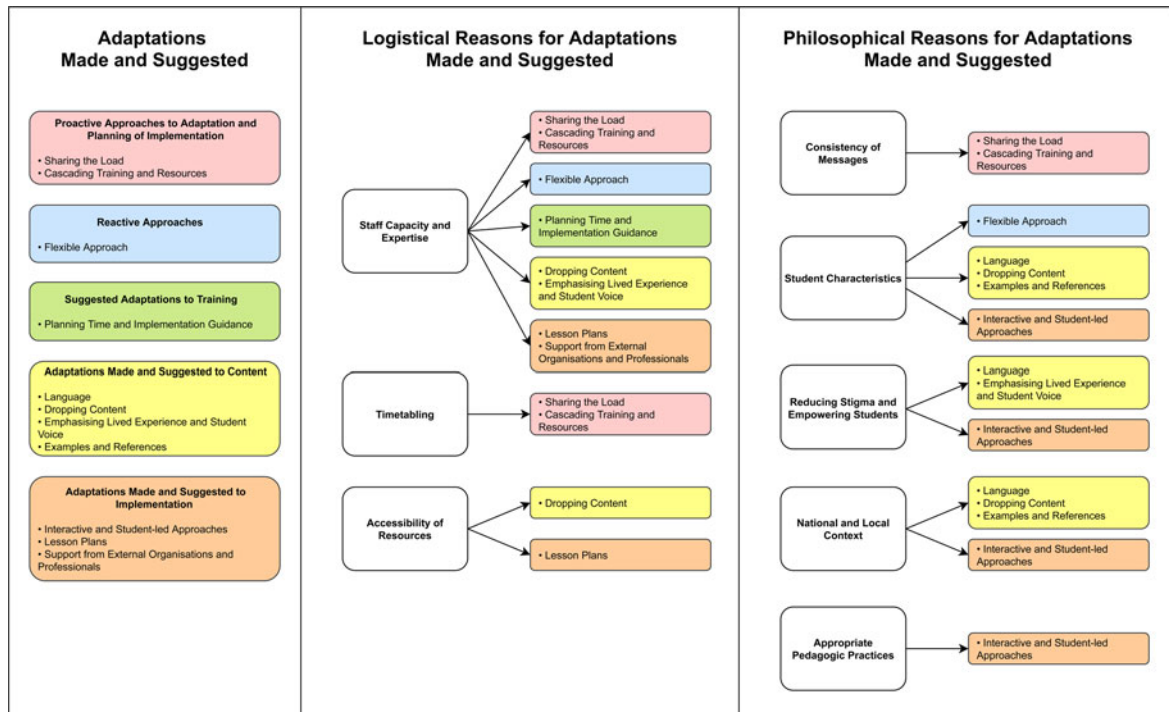 Adaptations
Made and Suggested
Proactive Approaches to Adaptation and
Planning of Implementation
• Sharing the Load
• Cascading Training and Resources
Reactive Approaches
• Flexible Approach
Suggested Adaptations to Training
• Planning Time and Implementation Guidance
Adaptations Made and Suggested to Content
• Language
• Dropping Content
• Emphasising Lived Experience and Student
Voice
• Examples and References
Adaptations Made and Suggested to
Implementation
• Interactive and Student-led Approaches
• Lesson Plans
• Support from External Organisations and
Professionals
Logistical Reasons for Adaptations
Made and Suggested
Staff Capacity and
Expertise
• Sharing the Load
• Cascading Training and
Resources
• Flexible Approach
• Planning Time and
Implementation Guidance
• Dropping Content
• Emphasising Lived Experience
and Student Voice
• Lesson Plans
• Support from External
Organisations and Professionals
Timetabling
• Sharing the Load
• Cascading Training and
Resources
Accessibility of
Resources
• Dropping Content
• Lesson Plans
Philosophical Reasons for Adaptations
Made and Suggested
Consistency of
Messages
• Sharing the Load
• Cascading Training and
Resources
Student Characteristics
• Flexible Approach
• Language
• Dropping Content
• Examples and References
• Interactive and Student-led
Approaches
Reducing Stigma and
Empowering Students
• Language
• Emphasising Lived Experience and
Student Voice
• Interactive and Student-led
Approaches
National and Local
Context
• Language
• Dropping Content
• Examples and References
• Interactive and Student-led
Approaches
Appropriate
Pedagogic Practices
• Interactive and Student-led
Approaches